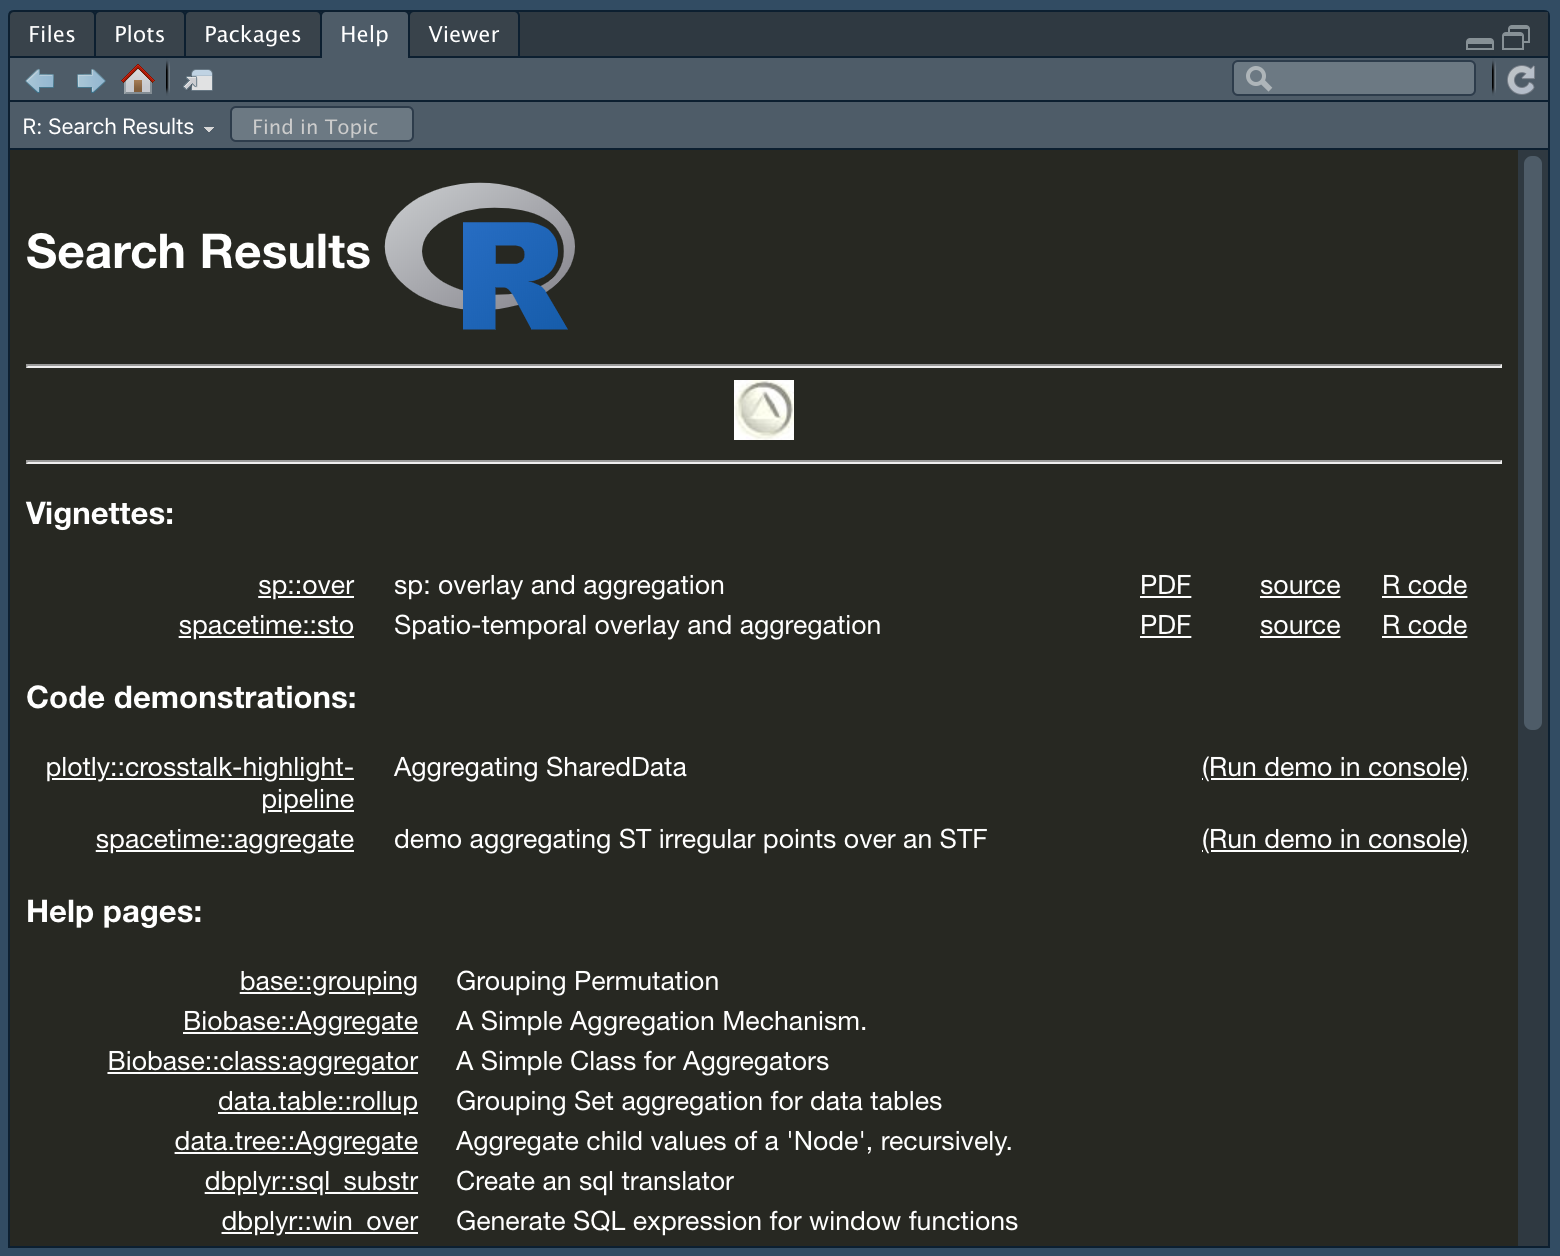 Files Plots Packages Help Viewer
R: Search Results Find in Topic
Search Results R
Vignettes:
sp::over sp: overlay and aggregation PDF source R code
spacetime::sto Spatio-temporal overlay and aggregation PDF source R code
Code demonstrations:
plotly::crosstalk-highlight- Aggregating SharedData (Run demo in console)
pipeline
spacetime::aggregate demo aggregating ST irregular points over an STF (Run demo in console)
Help pages:
base::grouping Grouping Permutation
Biobase::Aggregate A Simple Aggregation Mechanism.
Biobase::class:aggregator A Simple Class for Aggregators
data.table::rollup Grouping Set aggregation for data tables
data.tree::Aggregate Aggregate child values of a 'Node', recursively.
dbplyr::sql_substr Create an sql translator
dbplyr::win_over Generate SQL expression for window functions